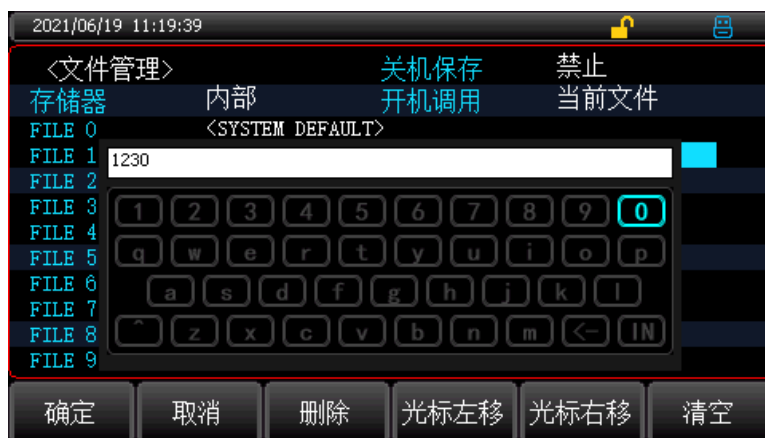 2021/06/19 11:19:39
<文件管理> 关机保存 禁止
存储器 内部 开机调用 当前文件
FILE 0 <SYSTEM DEFAULT>
FILE 1
1230
FILE 2
FILE 3
1 2 3 4 5 6 7 8 9 0
FILE 4
FILE 5
q w e r t y u i o p
FILE 6
a s d f g h j k l
FILE 7
FILE 8
^ z x c v b n m <- IN
FILE 9
确定 取消 删除 光标左移 光标右移 清空